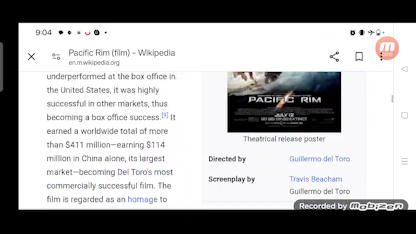 9:04
Pacific Rim (film) - Wikipedia
en.m.wikipedia.org
underperformed at the box office in
the United States, it was highly
successful in other markets, thus
becoming a box office success.[9] It
earned a worldwide total of more
than $411 million—earning $114
million in China alone, its largest
market—becoming Del Toro's most
commercially successful film. The
film is regarded as an homage to
PACIFIC RIM
JULY 12
Theatrical release poster
Directed by Guillermo del Toro
Screenplay by Travis Beacham
Guillermo del Toro
Recorded by Mobizen